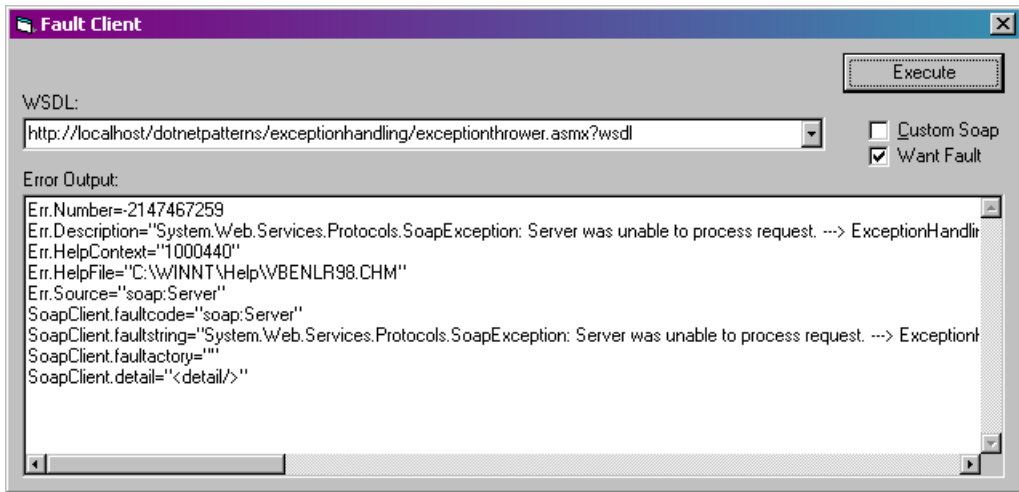 Fault Client
Execute
WSDL:
http://localhost/dotnetpatterns/exceptionhandling/exceptionthrower.asmx?wsdl
Custom Soap
Want Fault
Error Output:
Err.Number=-2147467259
Err.Description="System.Web.Services.Protocols.SoapException: Server was unable to process request. ---> ExceptionHandlin
Err.HelpContext="1000440"
Err.HelpFile="C:\WINNT\Help\VBENLR98.CHM"
Err.Source="soap:Server"
SoapClient.faultcode="soap:Server"
SoapClient.faultstring="System.Web.Services.Protocols.SoapException: Server was unable to process request. ---> Exception
SoapClient.faultactory=""
SoapClient.detail="<detail/>"